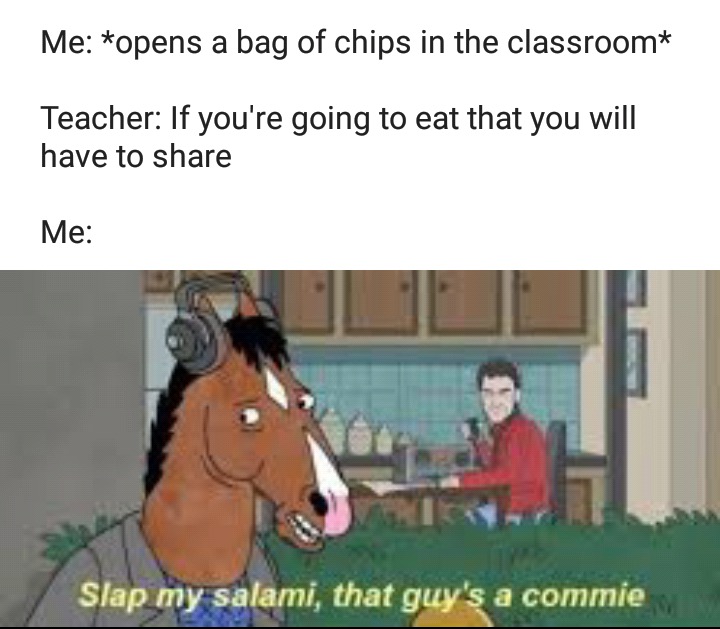 Me: *opens a bag of chips in the classroom*
Teacher: If you're going to eat that you will
have to share
Me:
Slap my salami, that guy's a commie